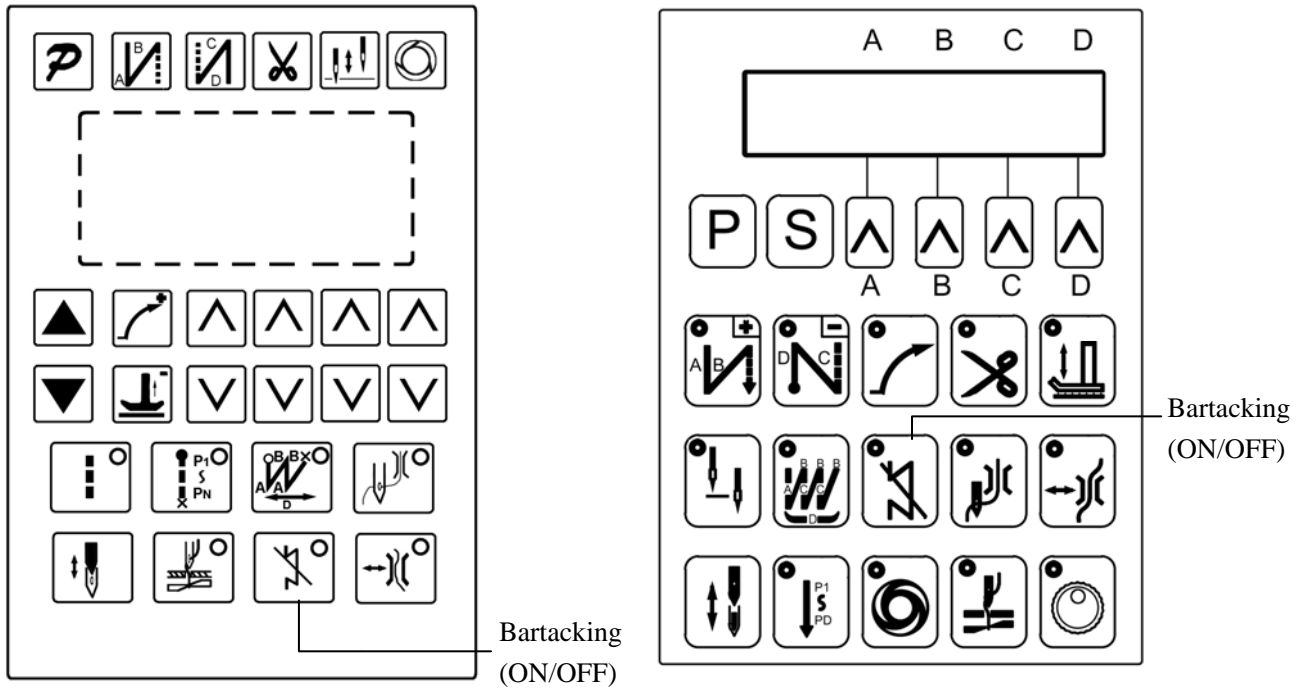 P
A B
C D
P1
PN
B B
A A
D
Bartacking
(ON/OFF)
A B C D
P S
A B C D
A B
D C
B B B
A C C
D
P1
PD
Bartacking
(ON/OFF)